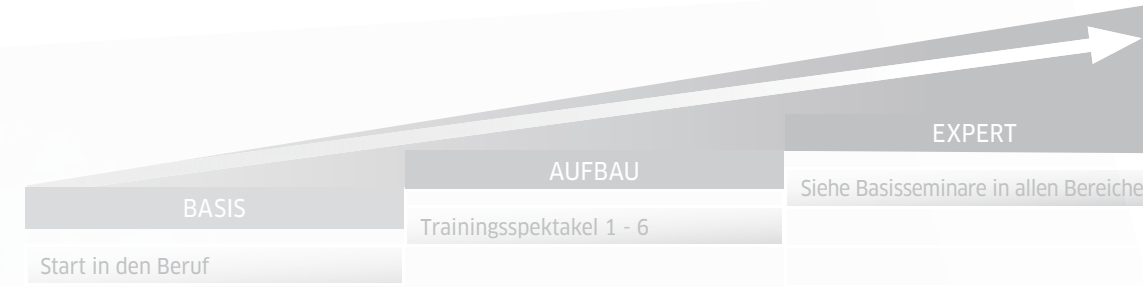 BASIS
Start in den Beruf
AUFBAU
Trainingsspektakel 1 - 6
EXPERT
Siehe Basisseminare in allen Bereiche